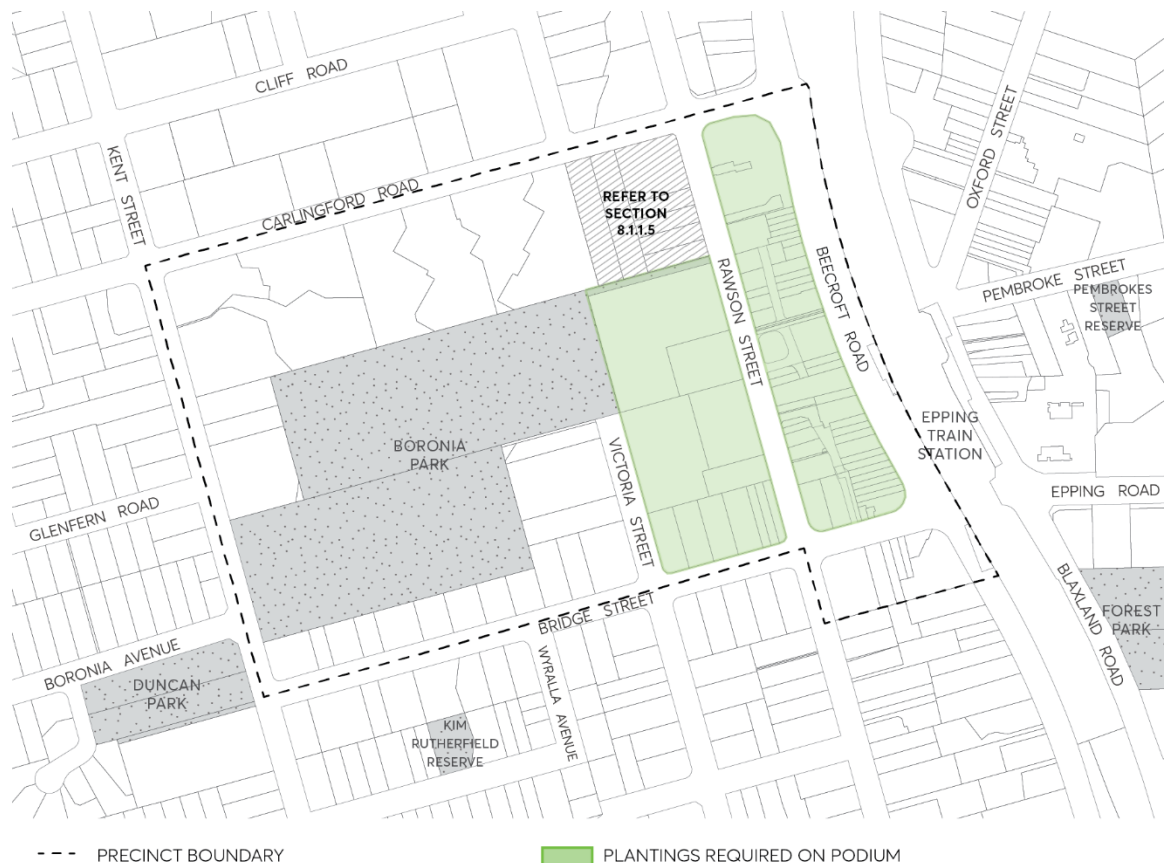 CLIFF ROAD
OXFORD STREET
KENT STREET
CARLINGFORD ROAD
REFER TO
SECTION
8.1.1.5
RAWSON STREET
BEECROFT ROAD
PEMBROKE STREET
PEMBROKES
STREET
RESERVE
EPPING
TRAIN
STATION
BORONIA
PARK
VICTORIA STREET
GLENFERN ROAD
EPPING ROAD
BLAXLAND ROAD
FOREST
PARK
BRIDGE STREET
WYRALLA AVENUE
BORONIA AVENUE
DUNCAN
PARK
KIM
RUTHERFIELD
RESERVE
PRECINCT BOUNDARY
PLANTINGS REQUIRED ON PODIUM